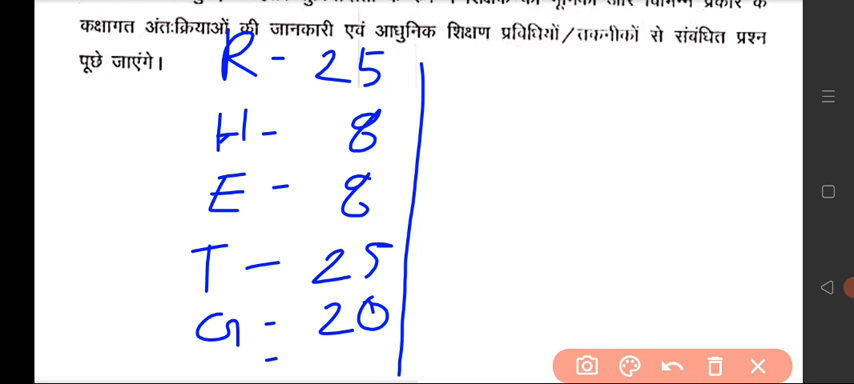 कक्षागत अंतःक्रियाओं की जानकारी एवं आधुनिक शिक्षण प्रविधियों/तकनीकों से संबंधित प्रश्न
पूछे जाएंगे।
R - 25
H - 8
E - 8
T - 25
G = 20